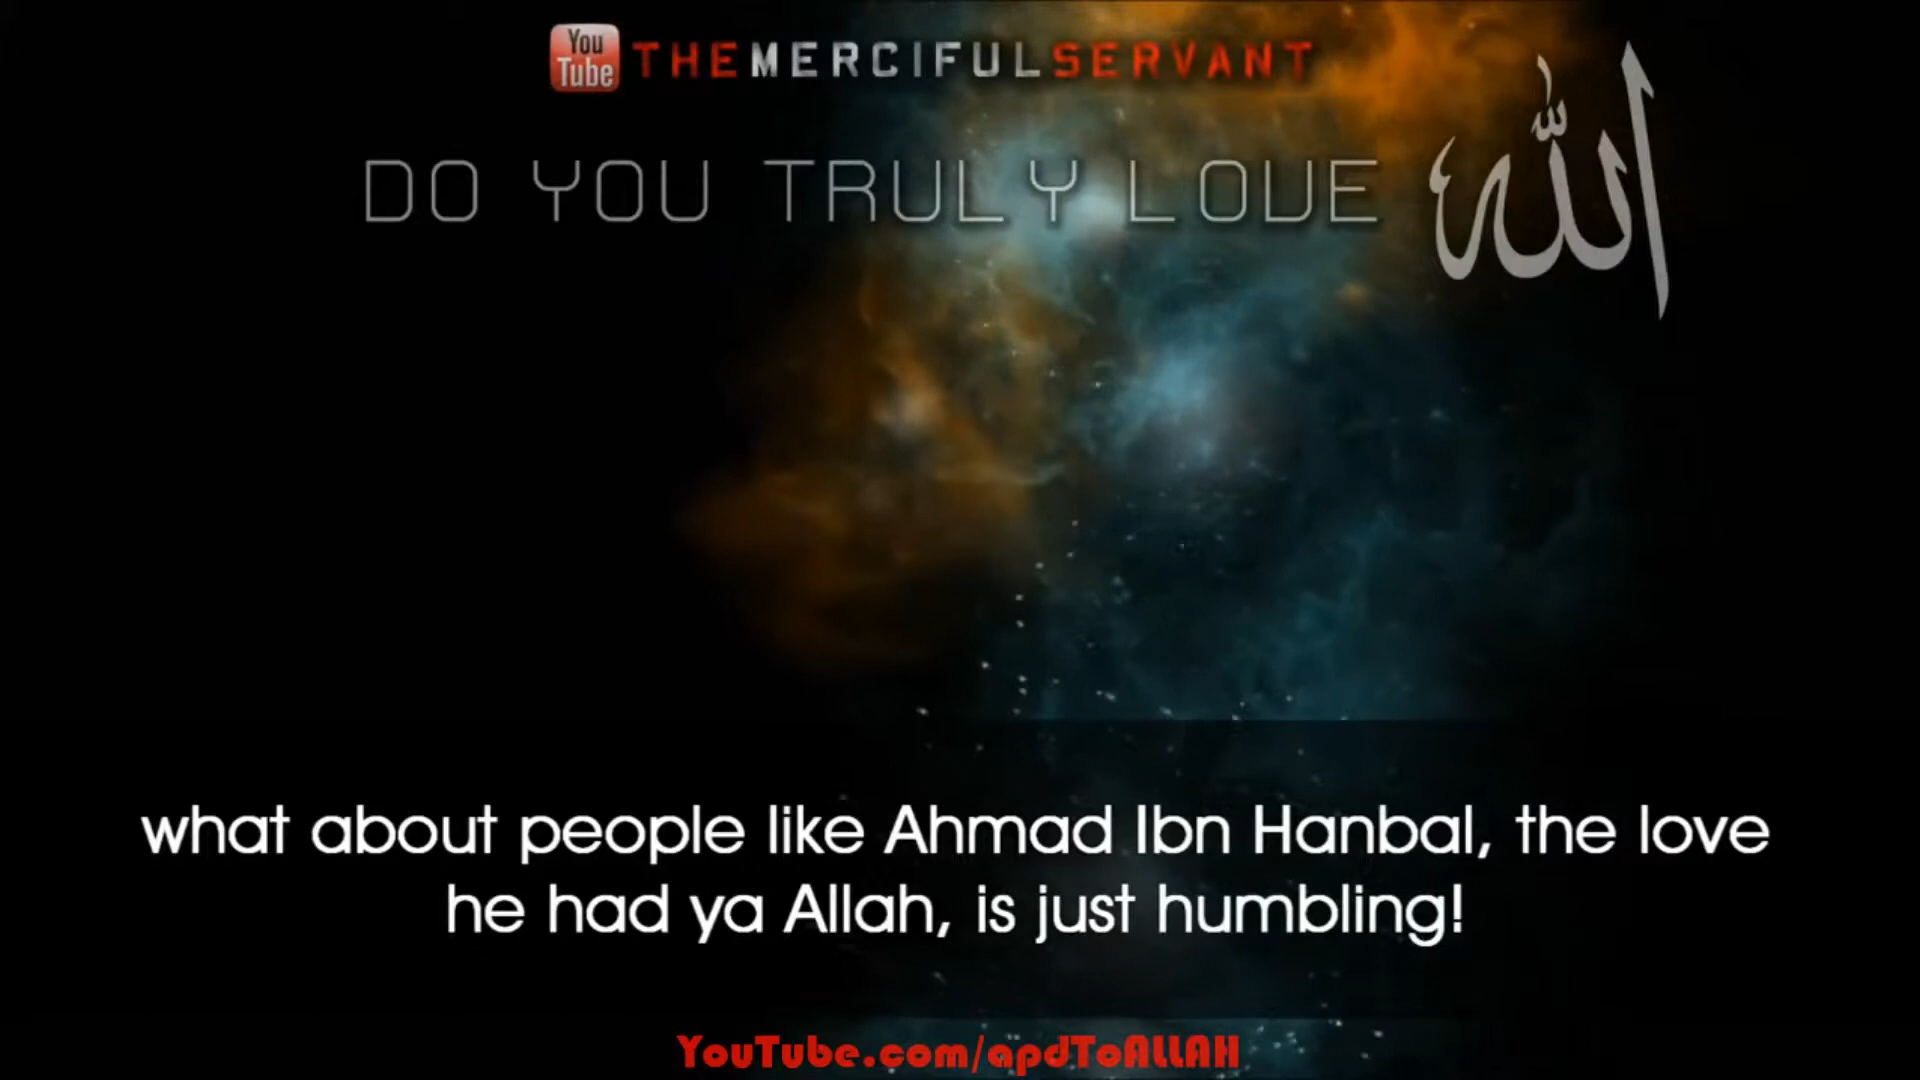 You Tube THEMERCIFULSERVANT
DO YOU TRULY LOVE الله
what about people like Ahmad Ibn Hanbal, the love
he had ya Allah, is just humbling!
YouTube.com/apdToALLAH